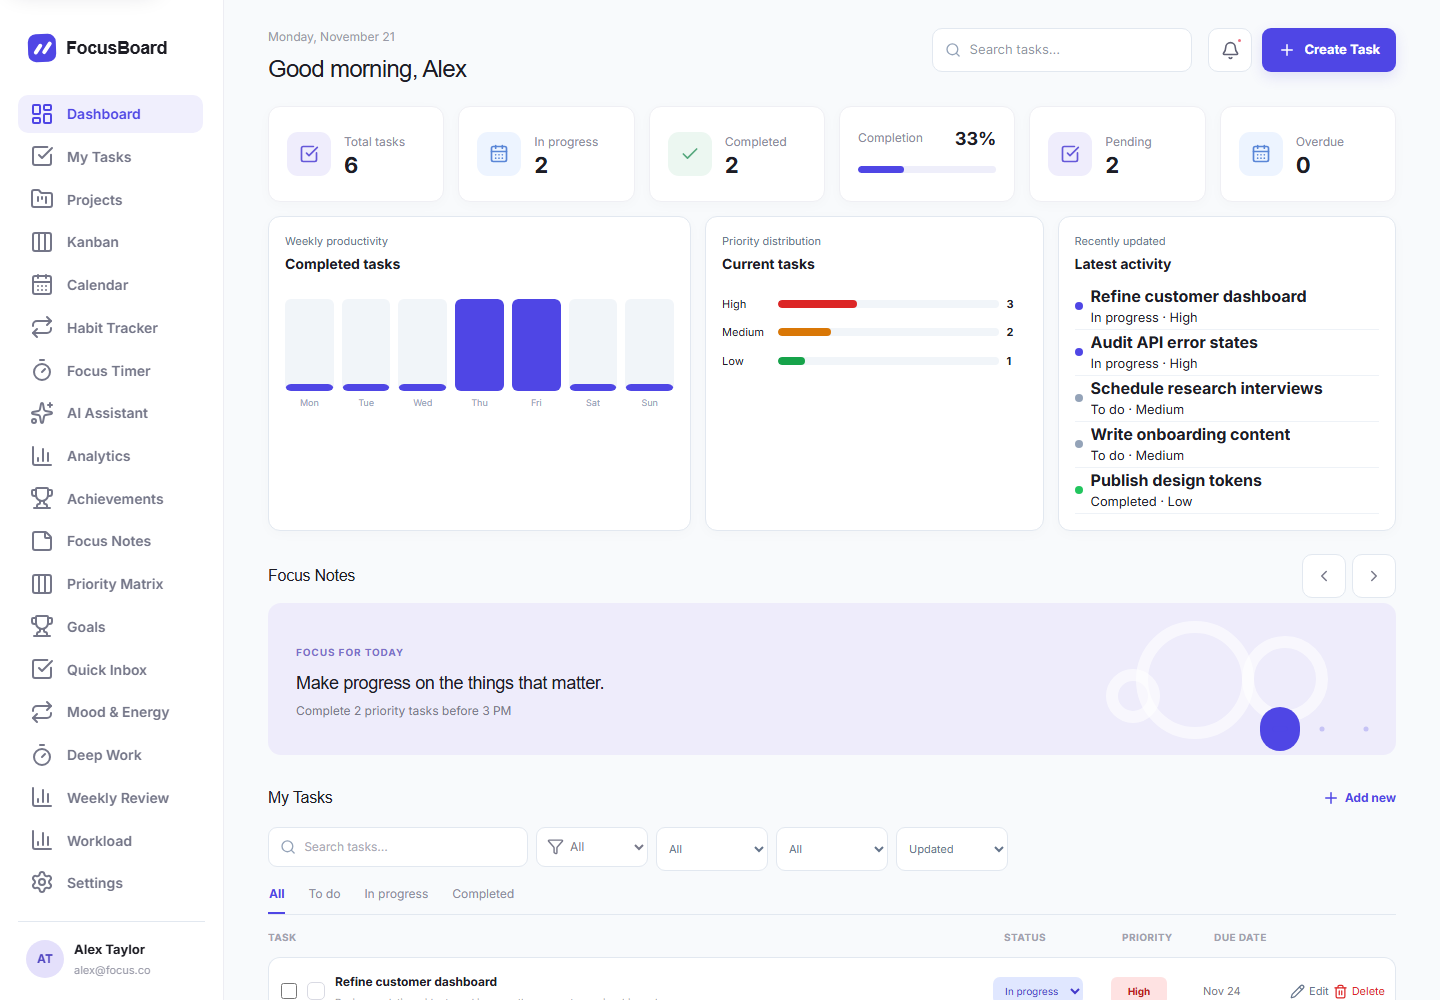 FocusBoard
Dashboard
My Tasks
Projects
Kanban
Calendar
Habit Tracker
Focus Timer
AI Assistant
Analytics
Achievements
Focus Notes
Priority Matrix
Goals
Quick Inbox
Mood & Energy
Deep Work
Weekly Review
Workload
Settings
AT
Alex Taylor
alex@focus.co
Monday, November 21
Good morning, Alex
Search tasks...
Create Task
Total tasks
6
In progress
2
Completed
2
Completion 33%
Pending
2
Overdue
0
Weekly productivity
Completed tasks
Mon Tue Wed Thu Fri Sat Sun
Priority distribution
Current tasks
High 3
Medium 2
Low 1
Recently updated
Latest activity
Refine customer dashboard
In progress · High
Audit API error states
In progress · High
Schedule research interviews
To do · Medium
Write onboarding content
To do · Medium
Publish design tokens
Completed · Low
Focus Notes
FOCUS FOR TODAY
Make progress on the things that matter.
Complete 2 priority tasks before 3 PM
My Tasks
Add new
Search tasks... All All All Updated
All To do In progress Completed
TASK STATUS PRIORITY DUE DATE
Refine customer dashboard
In progress High Nov 24 Edit Delete